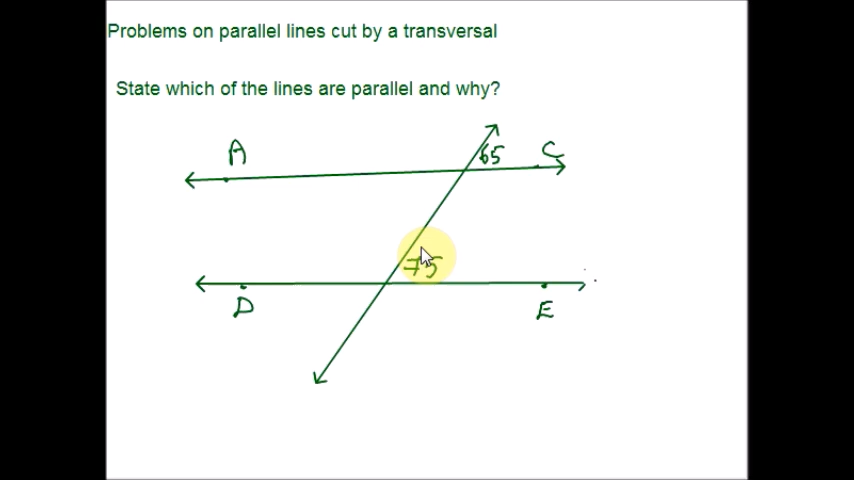 Problems on parallel lines cut by a transversal
State which of the lines are parallel and why?
A
65
C
75
D
E